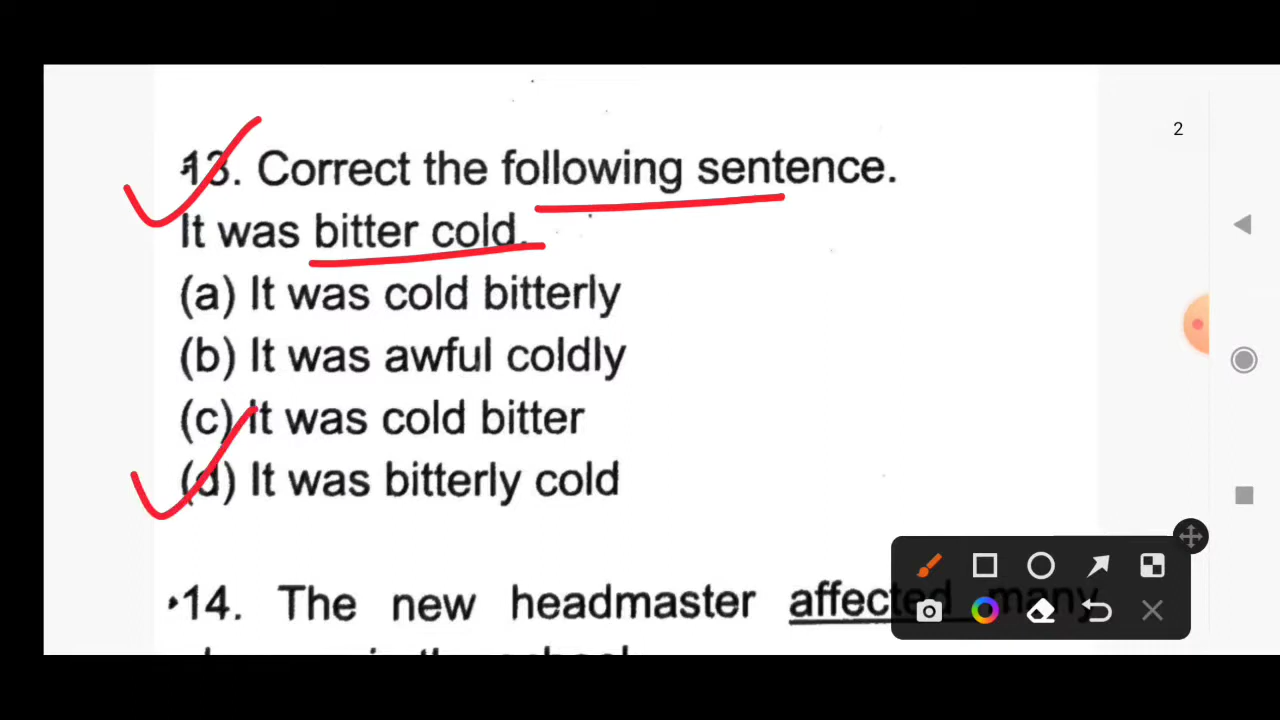 2
13. Correct the following sentence.
It was bitter cold.
(a) It was cold bitterly
(b) It was awful coldly
(c) It was cold bitter
(d) It was bitterly cold
14. The new headmaster affected many